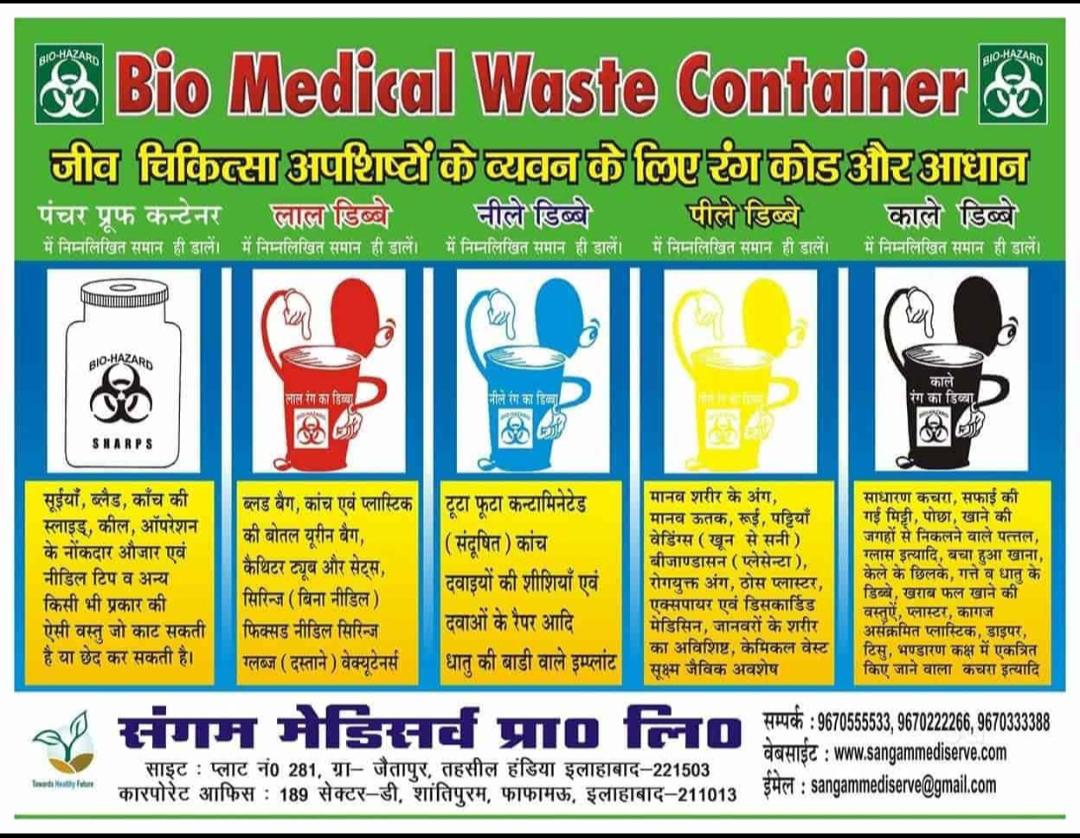 BIO-HAZARD
Bio Medical Waste Container
BIO-HAZARD
जीव चिकित्सा अपशिष्टों के व्यवन के लिए रंग कोड और आधान
पंचर प्रूफ कन्टेनर
में निम्नलिखित समान ही डालें।
लाल डिब्बे
में निम्नलिखित समान ही डालें।
नीले डिब्बे
में निम्नलिखित समान ही डालें।
पीले डिब्बे
में निम्नलिखित समान ही डालें।
काले डिब्बे
में निम्नलिखित समान ही डालें।
BIO-HAZARD
SHARPS
लाल रंग का डिब्बा
नीले रंग का डिब्बा
पीले रंग का डिब्बा
काले
रंग का डिब्बा
सूईयाँ, ब्लैड, काँच की
स्लाइड्, कील, ऑपरेशन
के नोंकदार औजार एवं
नीडिल टिप व अन्य
किसी भी प्रकार की
ऐसी वस्तु जो काट सकती
है या छेद कर सकती है।
ब्लड बैग, कांच एवं प्लास्टिक
की बोतल यूरीन बैग,
कैथिटर ट्यूब और सेट्स,
सिरिन्ज (बिना नीडिल)
फिक्सड नीडिल सिरिन्ज
ग्लब्ज (दस्ताने) वेक्यूटेनर्स
टूटा फूटा कन्टामिनेटेड
(संदूषित) कांच
दवाइयों की शीशियाँ एवं
दवाओं के रैपर आदि
धातु की बाडी वाले इम्प्लांट
मानव शरीर के अंग,
मानव ऊतक, रूई, पट्टियाँ
वेडिंग्स (खून से सनी)
बीजाण्डासन (प्लेसेन्टा),
रोगयुक्त अंग, ठोस प्लास्टर,
एक्सपायर एवं डिसकार्डिड
मेडिसिन, जानवरों के शरीर
का अविशिष्ट, केमिकल वेस्ट
सूक्ष्म जैविक अवशेष
साधारण कचरा, सफाई की
गई मिट्टी, पोछा, खाने की
जगहों से निकलने वाले पत्तल,
ग्लास इत्यादि, बचा हुआ खाना,
केले के छिलके, गत्ते व धातु के
डिब्बे, खराब फल खाने की
वस्तुऐं, प्लास्टर, कागज
असंक्रमित प्लास्टिक, डाइपर,
टिसु, भण्डारण कक्ष में एकत्रित
किए जाने वाला कचरा इत्यादि
Towards Healthy Future
संगम मेडिसर्व प्रा0 लि0
साइट : प्लाट नं0 281, ग्रा– जैतापुर, तहसील हंडिया इलाहाबाद–221503
कारपोरेट आफिस : 189 सेक्टर–डी, शांतिपुरम, फाफामऊ, इलाहाबाद–211013
सम्पर्क : 9670555533, 9670222266, 9670333388
वेबसाईट : www.sangammediserve.com
ईमेल : sangammediserve@gmail.com